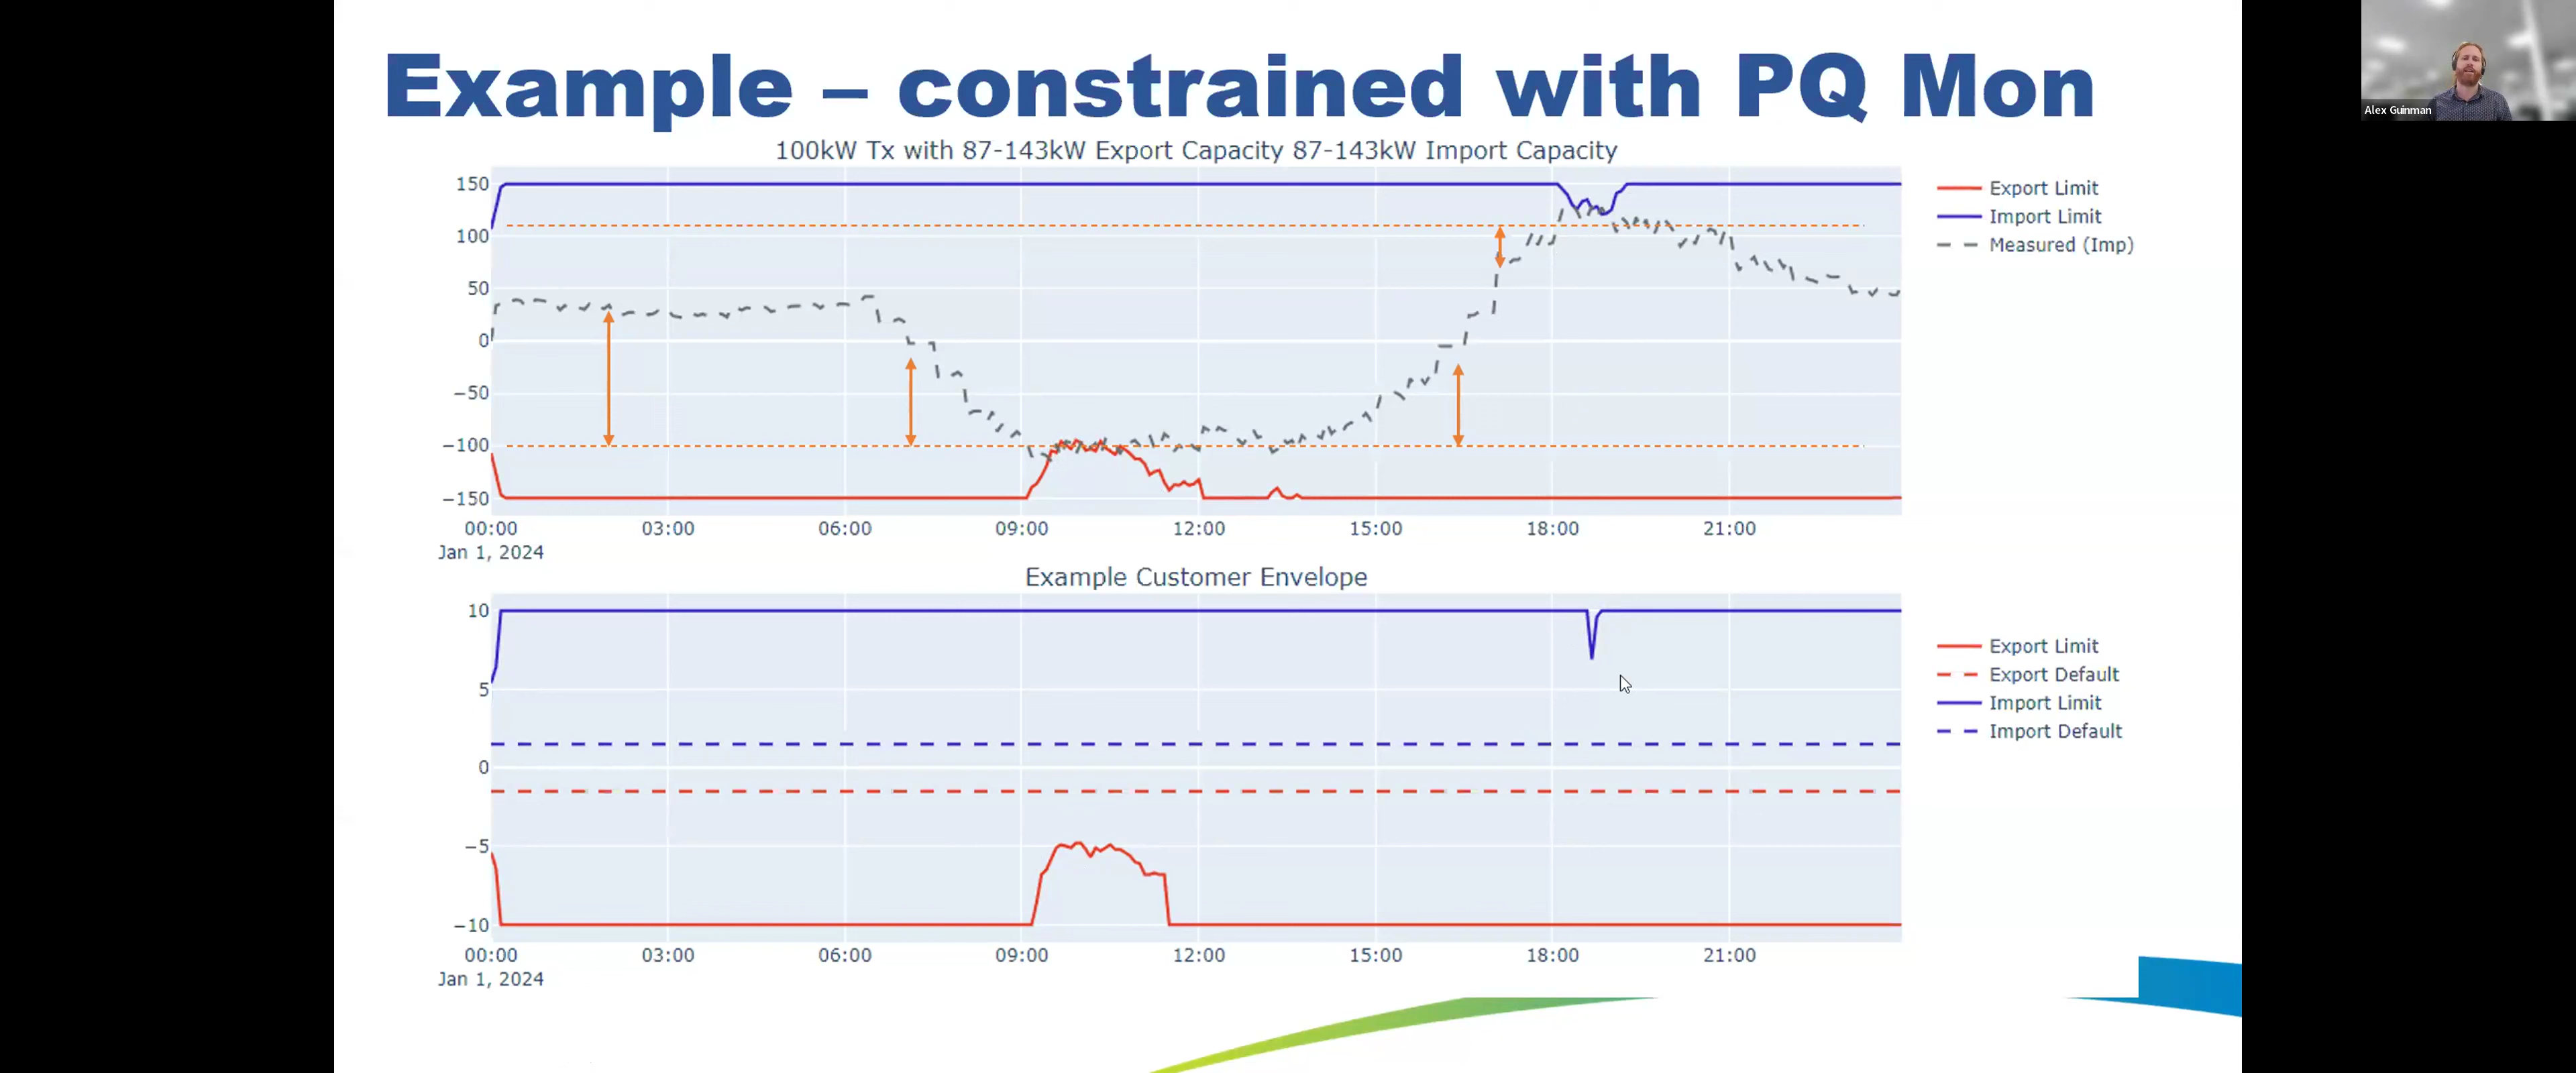 Example – constrained with PQ Mon
Alex Guinman
100kW Tx with 87-143kW Export Capacity 87-143kW Import Capacity
150
100
50
0
−50
−100
−150
Export Limit
Import Limit
Measured (Imp)
00:00
03:00
06:00
09:00
12:00
15:00
18:00
21:00
Jan 1, 2024
Example Customer Envelope
10
5
0
−5
−10
Export Limit
Export Default
Import Limit
Import Default
00:00
03:00
06:00
09:00
12:00
15:00
18:00
21:00
Jan 1, 2024